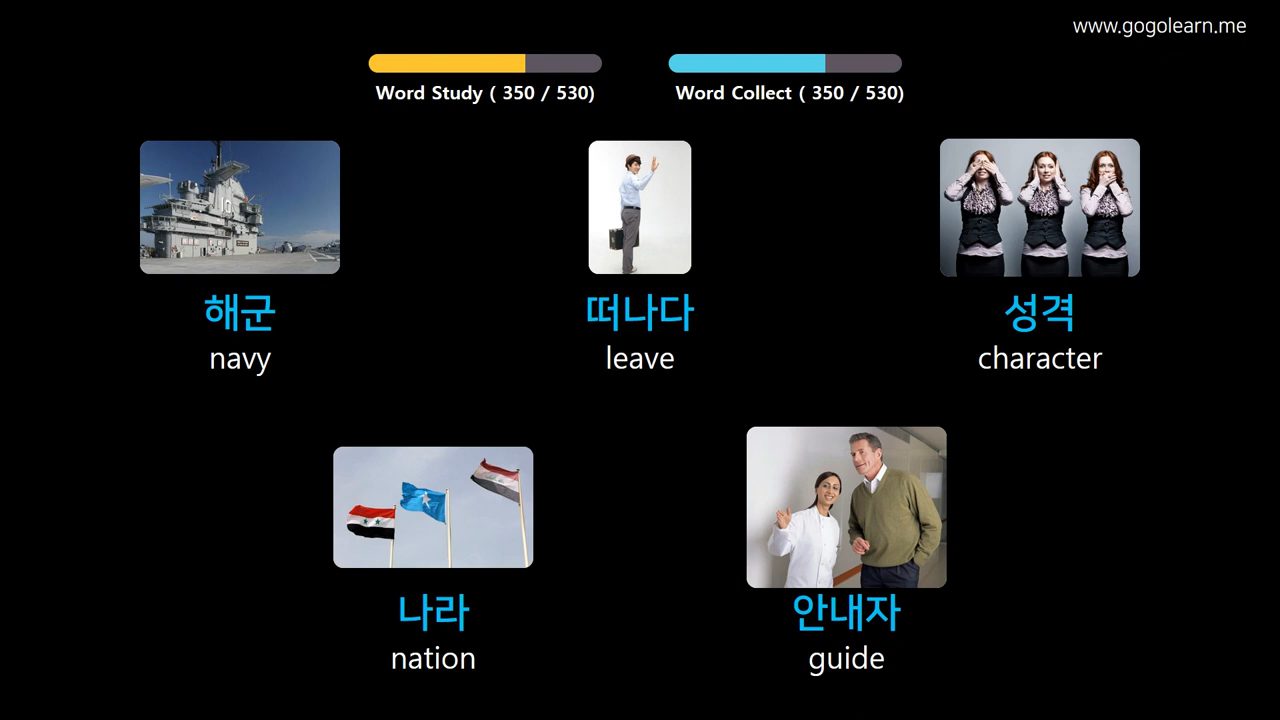 www.gogolearn.me
Word Study ( 350 / 530)
Word Collect ( 350 / 530)
해군
navy
떠나다
leave
성격
character
나라
nation
안내자
guide